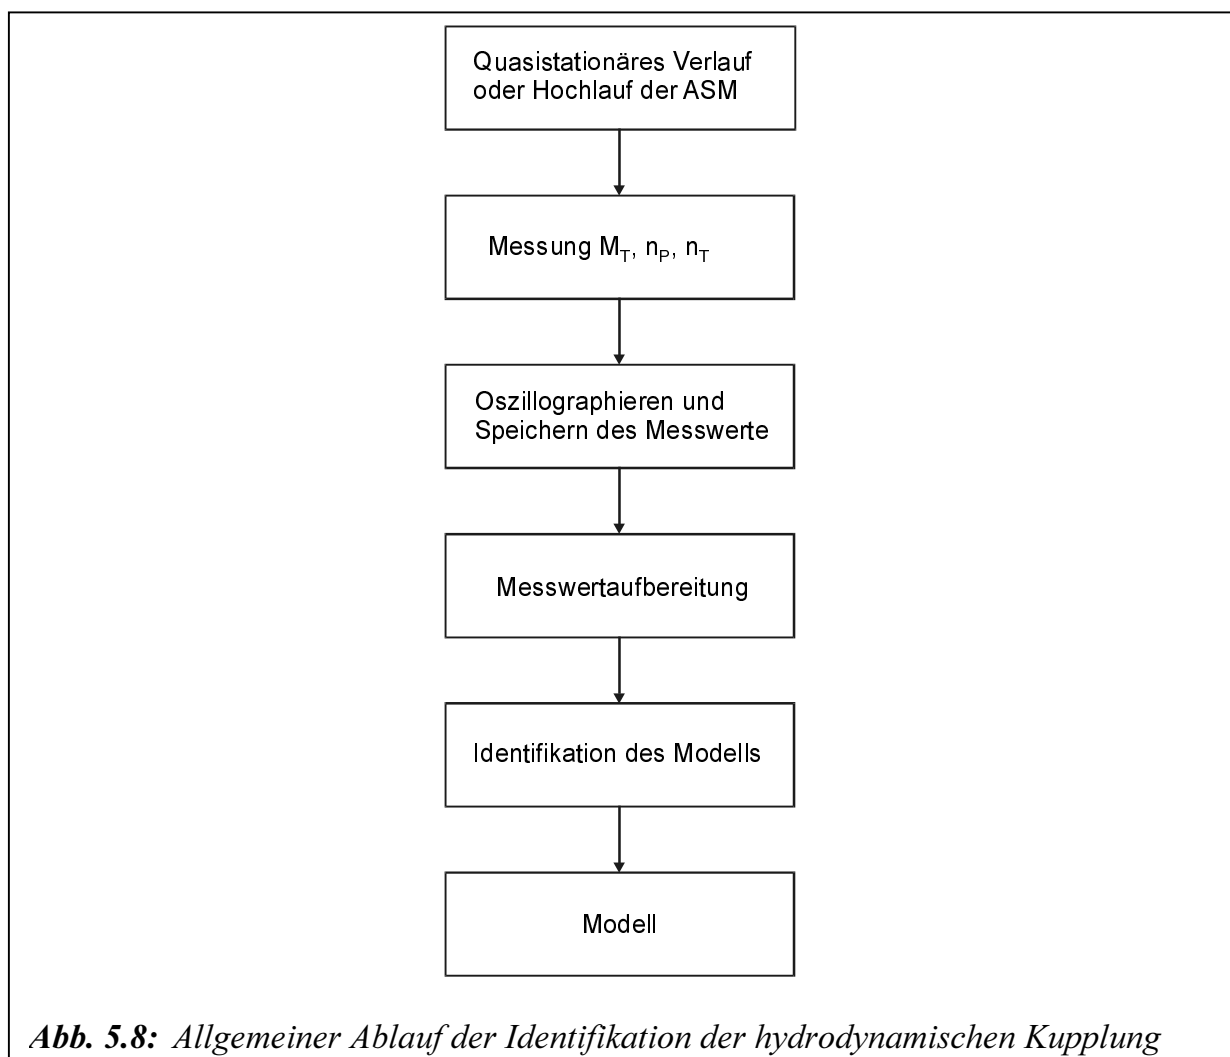 Quasistationäres Verlauf
oder Hochlauf der ASM
Messung M_T, n_P, n_T
Oszillographieren und
Speichern des Messwerte
Messwertaufbereitung
Identifikation des Modells
Modell
Abb. 5.8: Allgemeiner Ablauf der Identifikation der hydrodynamischen Kupplung